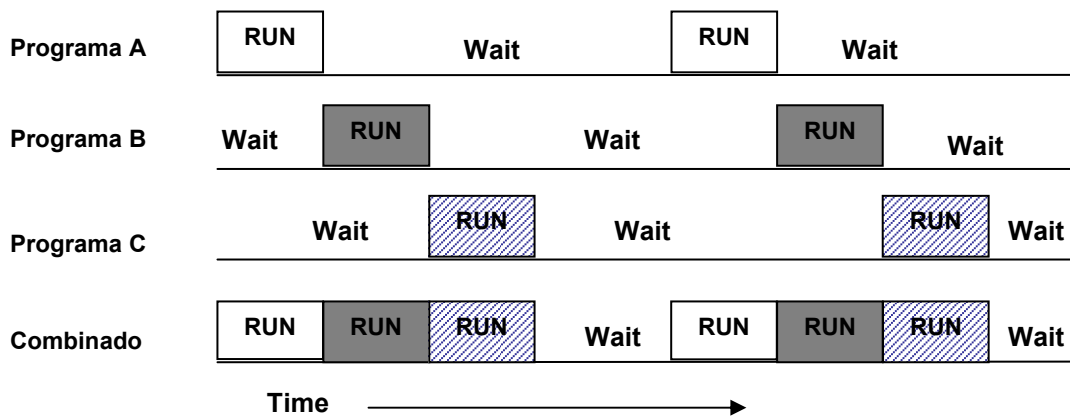 Programa A RUN Wait RUN Wait
Programa B Wait RUN Wait RUN Wait
Programa C Wait RUN Wait RUN Wait
Combinado RUN RUN RUN Wait RUN RUN RUN Wait
Time